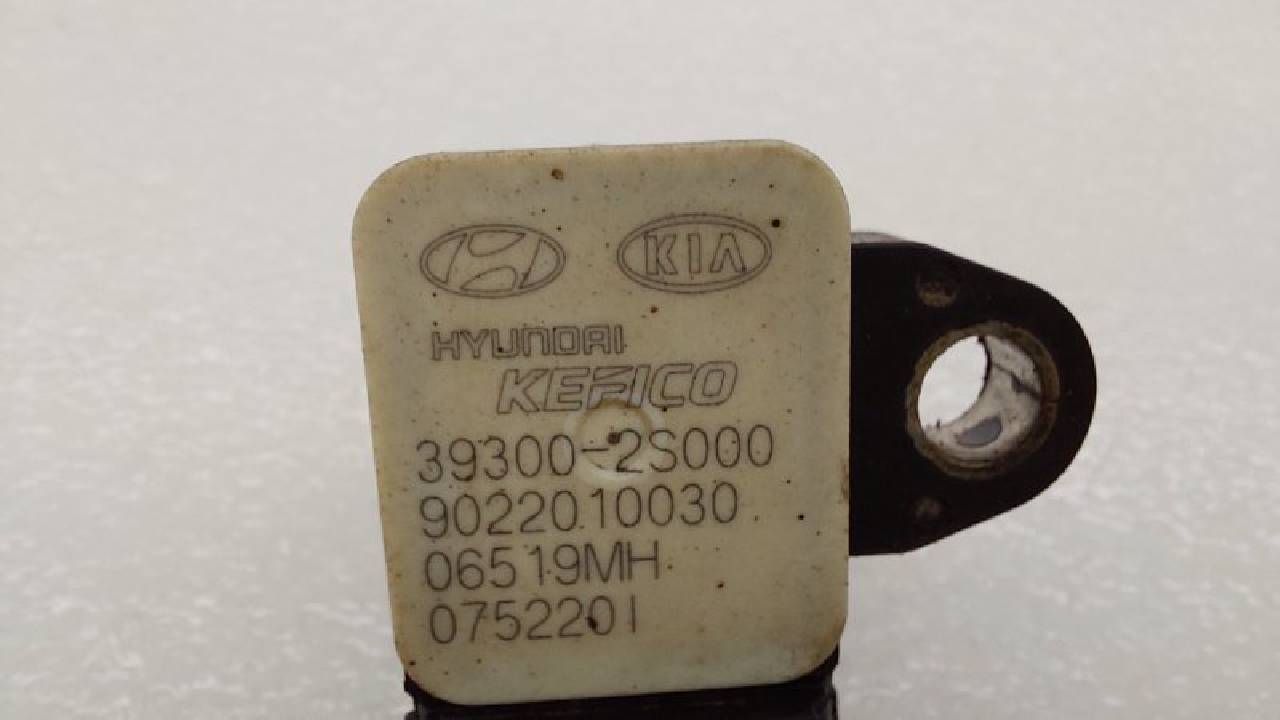 KIA
HYUNDAI
KEFICO
39300-2S000
9022010030
06519MH
0752201